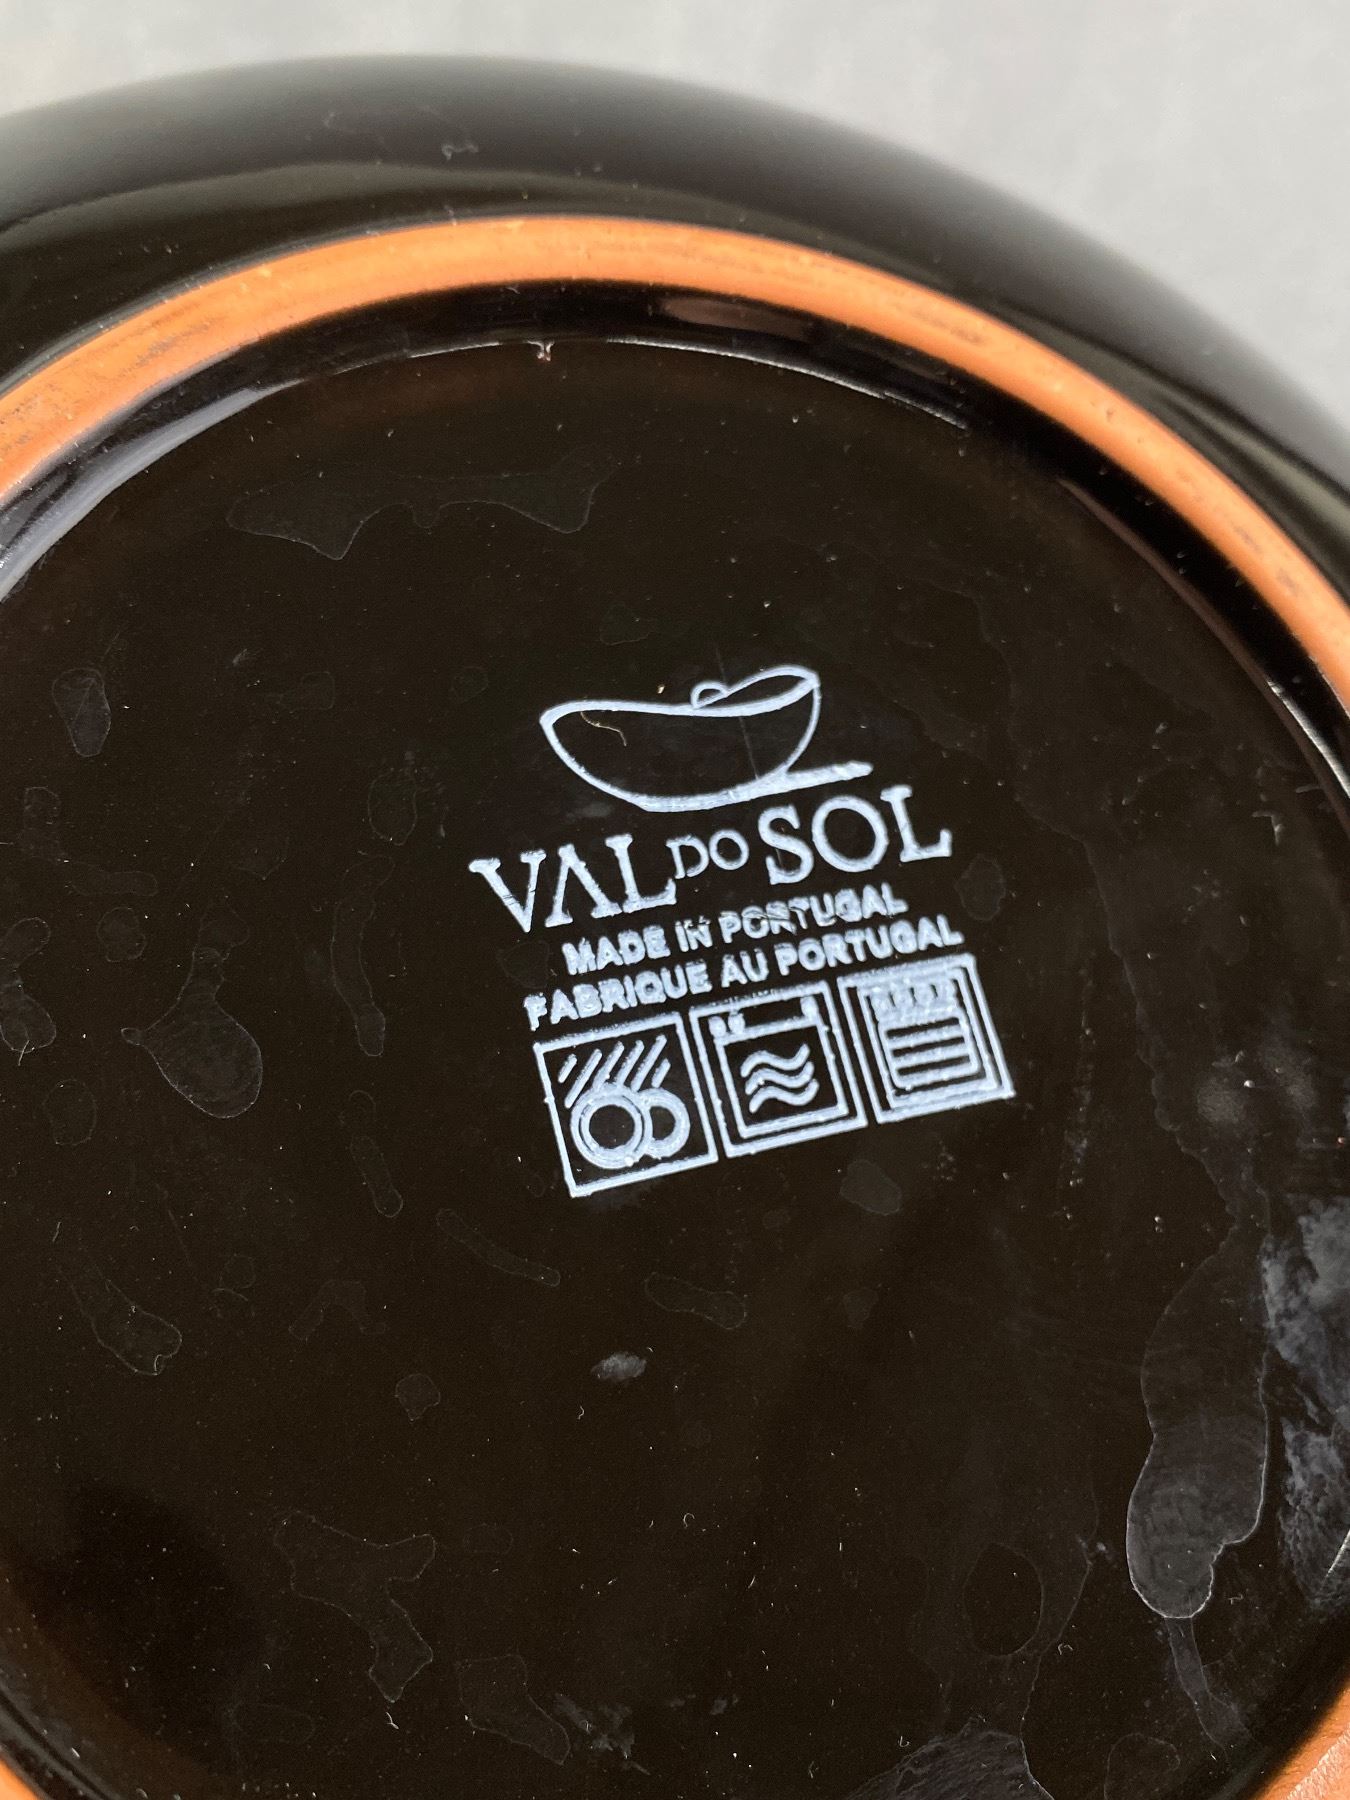 VAL DO SOL
MADE IN PORTUGAL
FABRIQUE AU PORTUGAL